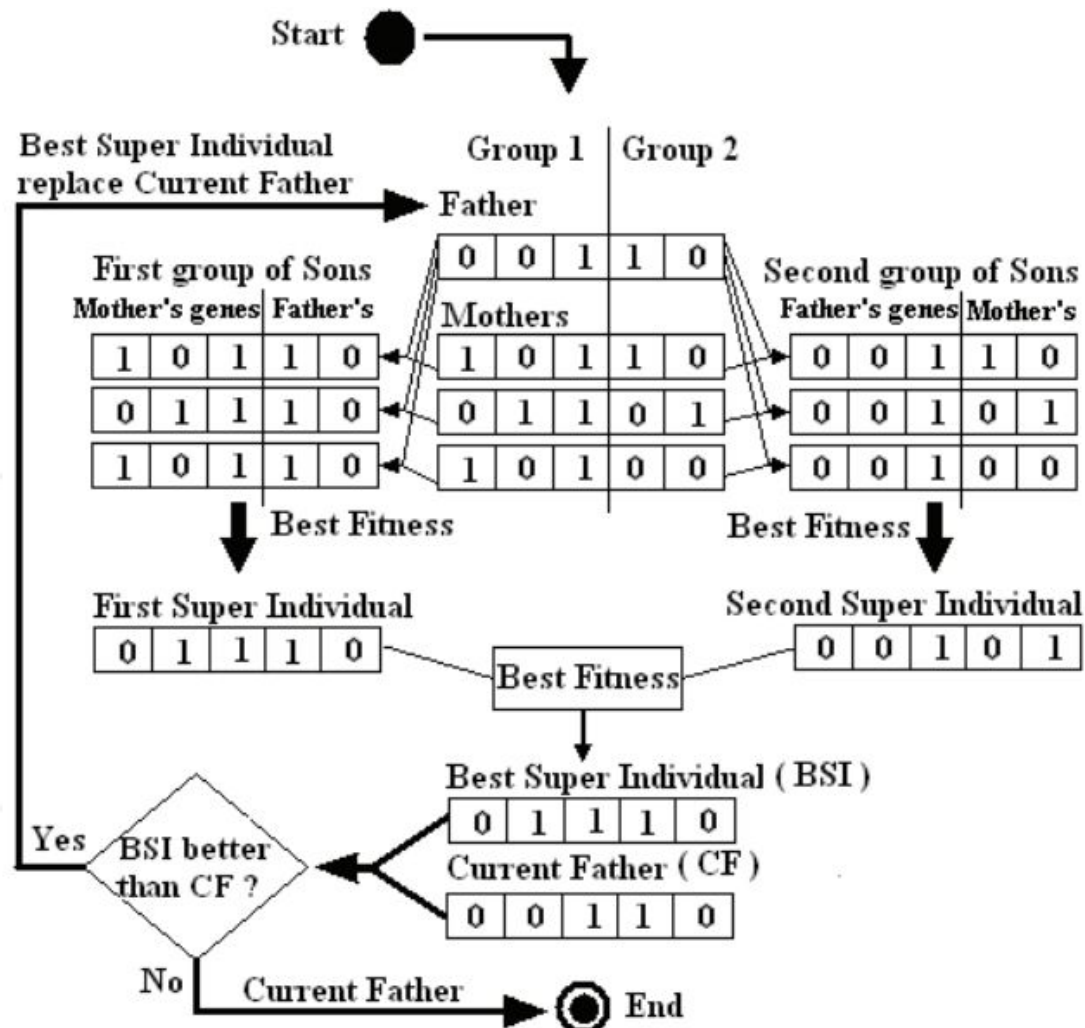 Start
Best Super Individual
replace Current Father
Group 1 Group 2
Father
0 0 1 1 0
First group of Sons
Mother's genes Father's
1 0 1 1 0
0 1 1 1 0
1 0 1 1 0
Mothers
1 0 1 1 0
0 1 1 0 1
1 0 1 0 0
Second group of Sons
Father's genes Mother's
0 0 1 1 0
0 0 1 0 1
0 0 1 0 0
Best Fitness
Best Fitness
First Super Individual
0 1 1 1 0
Second Super Individual
0 0 1 0 1
Best Fitness
Best Super Individual ( BSI )
0 1 1 1 0
Current Father ( CF )
0 0 1 1 0
Yes
BSI better
than CF ?
No
Current Father
End